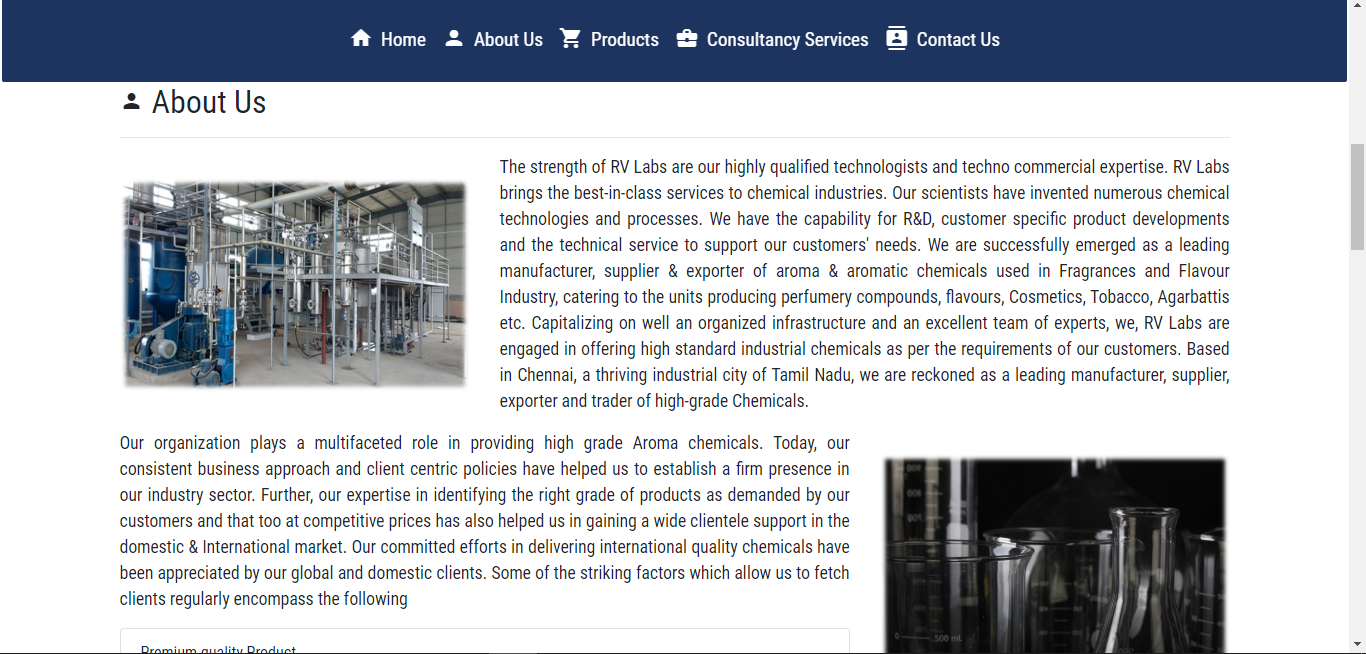 Home About Us Products Consultancy Services Contact Us
About Us
The strength of RV Labs are our highly qualified technologists and techno commercial expertise. RV Labs
brings the best-in-class services to chemical industries. Our scientists have invented numerous chemical
technologies and processes. We have the capability for R&D, customer specific product developments
and the technical service to support our customers' needs. We are successfully emerged as a leading
manufacturer, supplier & exporter of aroma & aromatic chemicals used in Fragrances and Flavour
Industry, catering to the units producing perfumery compounds, flavours, Cosmetics, Tobacco, Agarbattis
etc. Capitalizing on well an organized infrastructure and an excellent team of experts, we, RV Labs are
engaged in offering high standard industrial chemicals as per the requirements of our customers. Based
in Chennai, a thriving industrial city of Tamil Nadu, we are reckoned as a leading manufacturer, supplier,
exporter and trader of high-grade Chemicals.
Our organization plays a multifaceted role in providing high grade Aroma chemicals. Today, our
consistent business approach and client centric policies have helped us to establish a firm presence in
our industry sector. Further, our expertise in identifying the right grade of products as demanded by our
customers and that too at competitive prices has also helped us in gaining a wide clientele support in the
domestic & International market. Our committed efforts in delivering international quality chemicals have
been appreciated by our global and domestic clients. Some of the striking factors which allow us to fetch
clients regularly encompass the following
Premium quality Product
0 500 mL